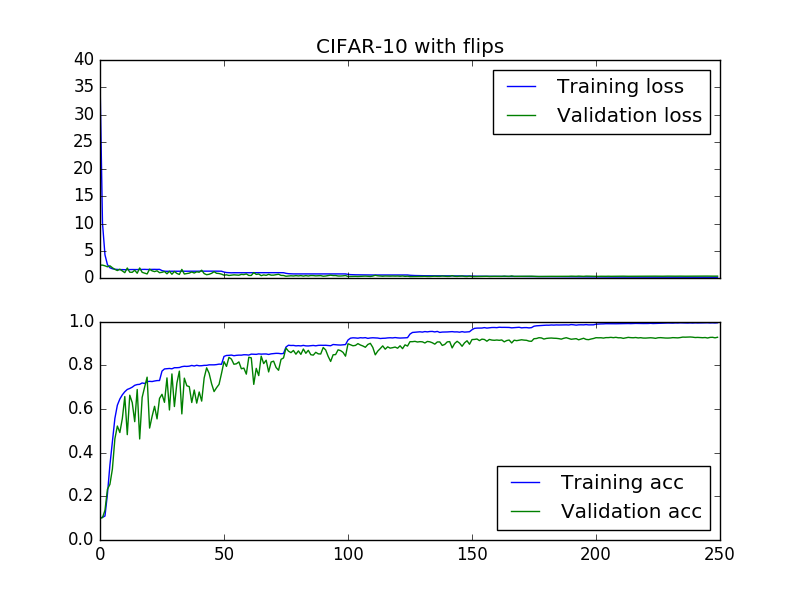 CIFAR-10 with flips
40
35
30
25
20
15
10
5
0
Training loss
Validation loss
1.0
0.8
0.6
0.4
0.2
0.0
Training acc
Validation acc
0 50 100 150 200 250